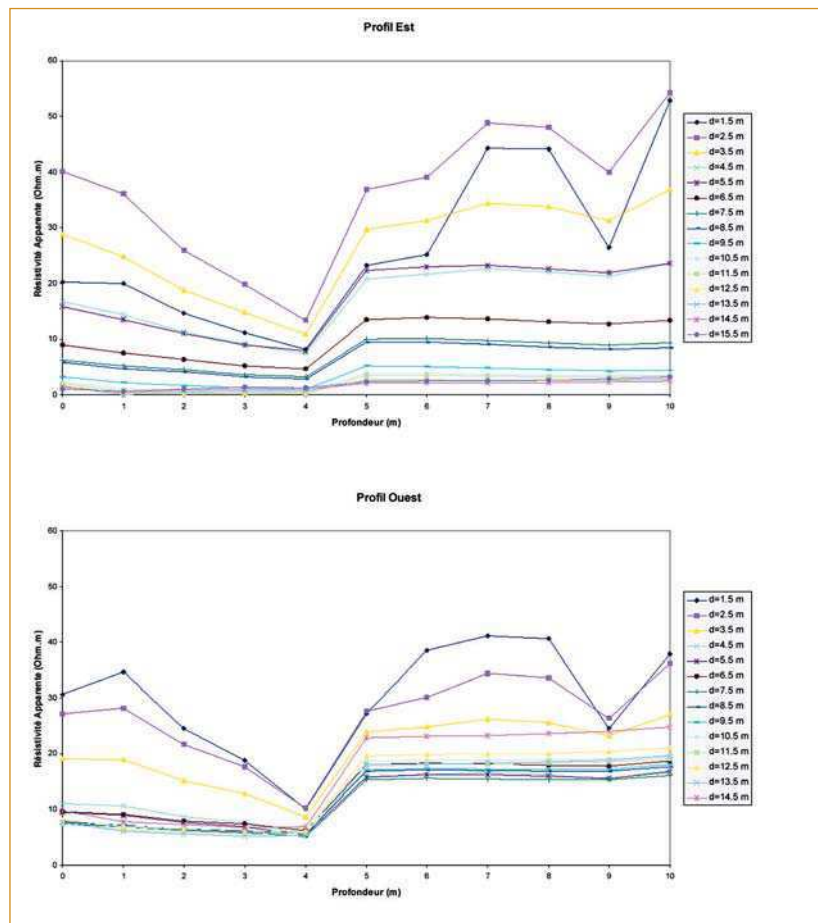 Profil Est
Résistivité Apparente (Ohm.m)
60
50
40
30
20
10
0
0 1 2 3 4 5 6 7 8 9 10
Profondeur (m)
d=1.5 m
d=2.5 m
d=3.5 m
d=4.5 m
d=5.5 m
d=6.5 m
d=7.5 m
d=8.5 m
d=9.5 m
d=10.5 m
d=11.5 m
d=12.5 m
d=13.5 m
d=14.5 m
d=15.5 m
Profil Ouest
Résistivité Apparente (Ohm.m)
60
50
40
30
20
10
0
0 1 2 3 4 5 6 7 8 9 10
Profondeur (m)
d=1.5 m
d=2.5 m
d=3.5 m
d=4.5 m
d=5.5 m
d=6.5 m
d=7.5 m
d=8.5 m
d=9.5 m
d=10.5 m
d=11.5 m
d=12.5 m
d=13.5 m
d=14.5 m